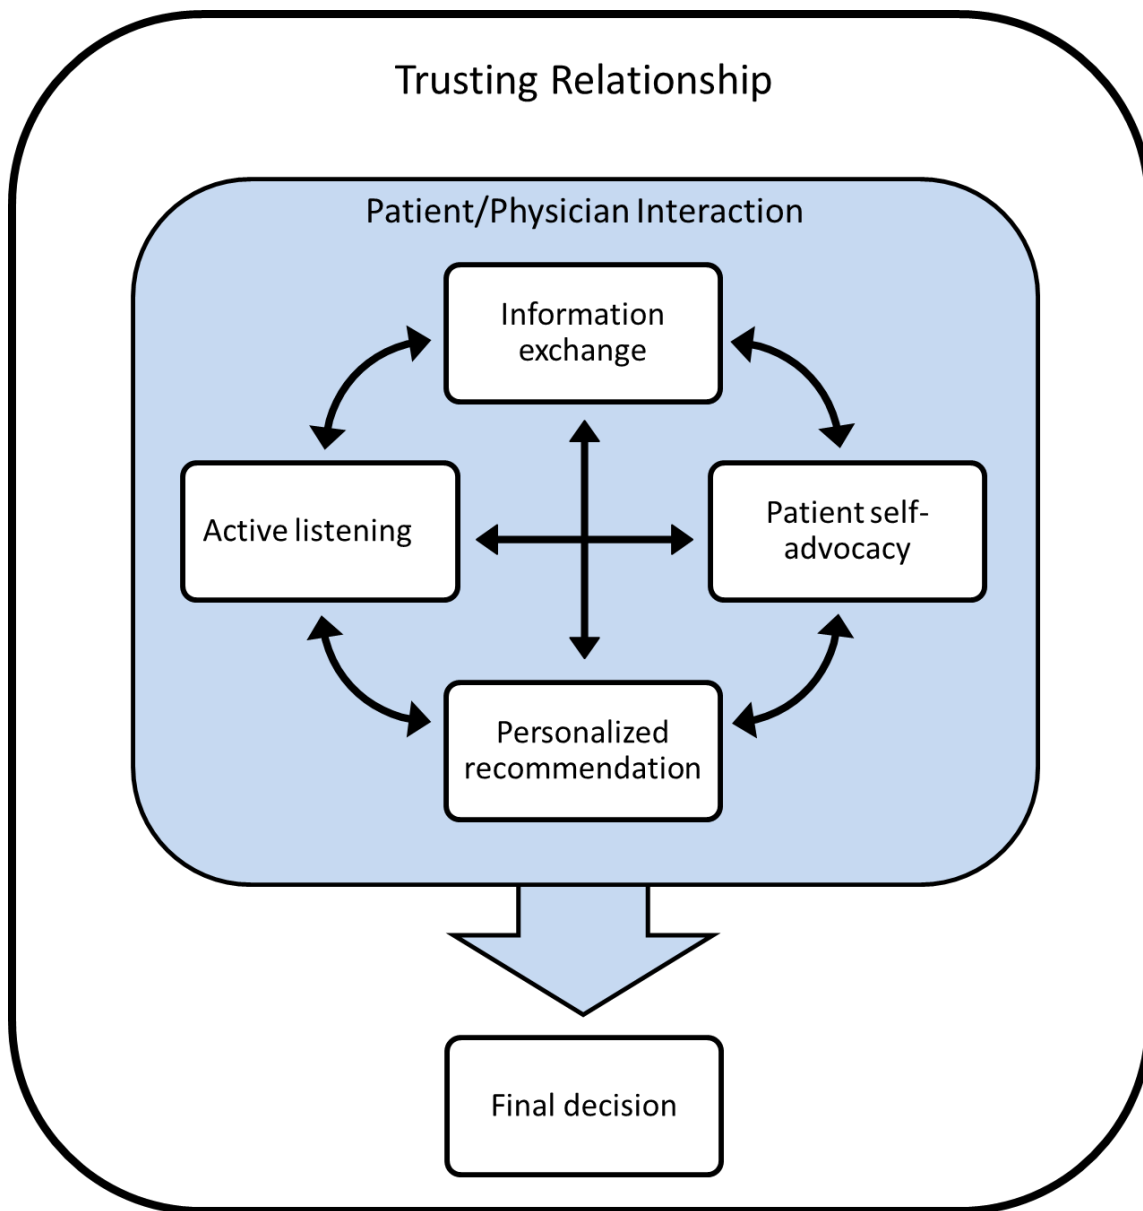 Trusting Relationship
Patient/Physician Interaction
Information
exchange
Active listening
Patient self-
advocacy
Personalized
recommendation
Final decision